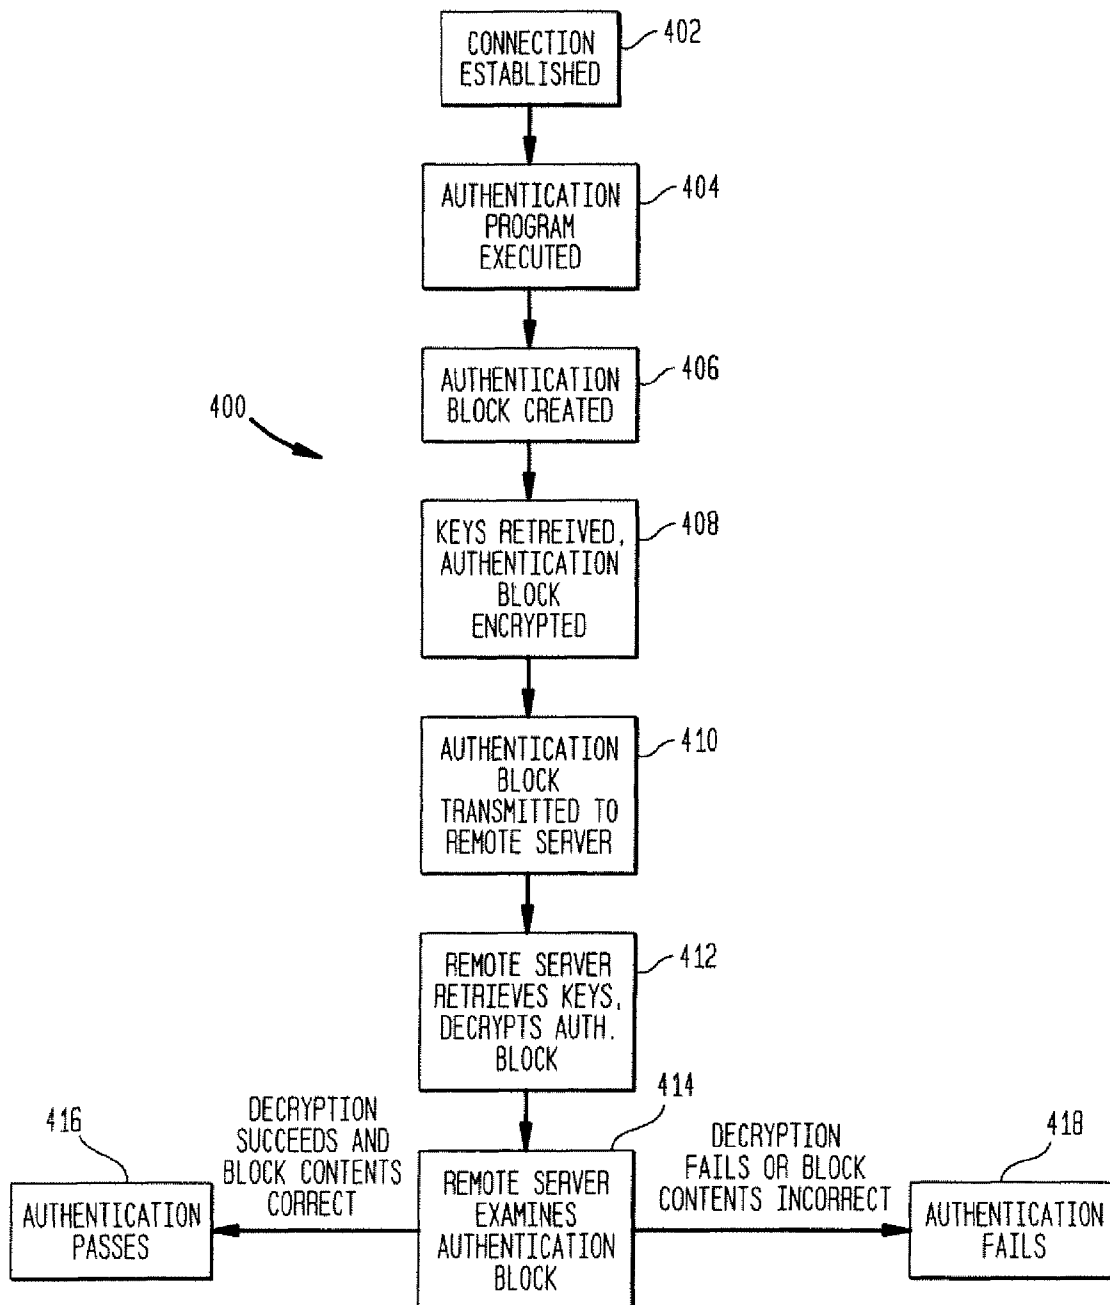 CONNECTION
ESTABLISHED
402
AUTHENTICATION
PROGRAM
EXECUTED
404
AUTHENTICATION
BLOCK CREATED
406
400
KEYS RETREIVED,
AUTHENTICATION
BLOCK
ENCRYPTED
408
AUTHENTICATION
BLOCK
TRANSMITTED TO
REMOTE SERVER
410
REMOTE SERVER
RETRIEVES KEYS,
DECRYPTS AUTH.
BLOCK
412
414
416
DECRYPTION
SUCCEEDS AND
BLOCK CONTENTS
CORRECT
AUTHENTICATION
PASSES
REMOTE SERVER
EXAMINES
AUTHENTICATION
BLOCK
DECRYPTION
FAILS OR BLOCK
CONTENTS INCORRECT
418
AUTHENTICATION
FAILS